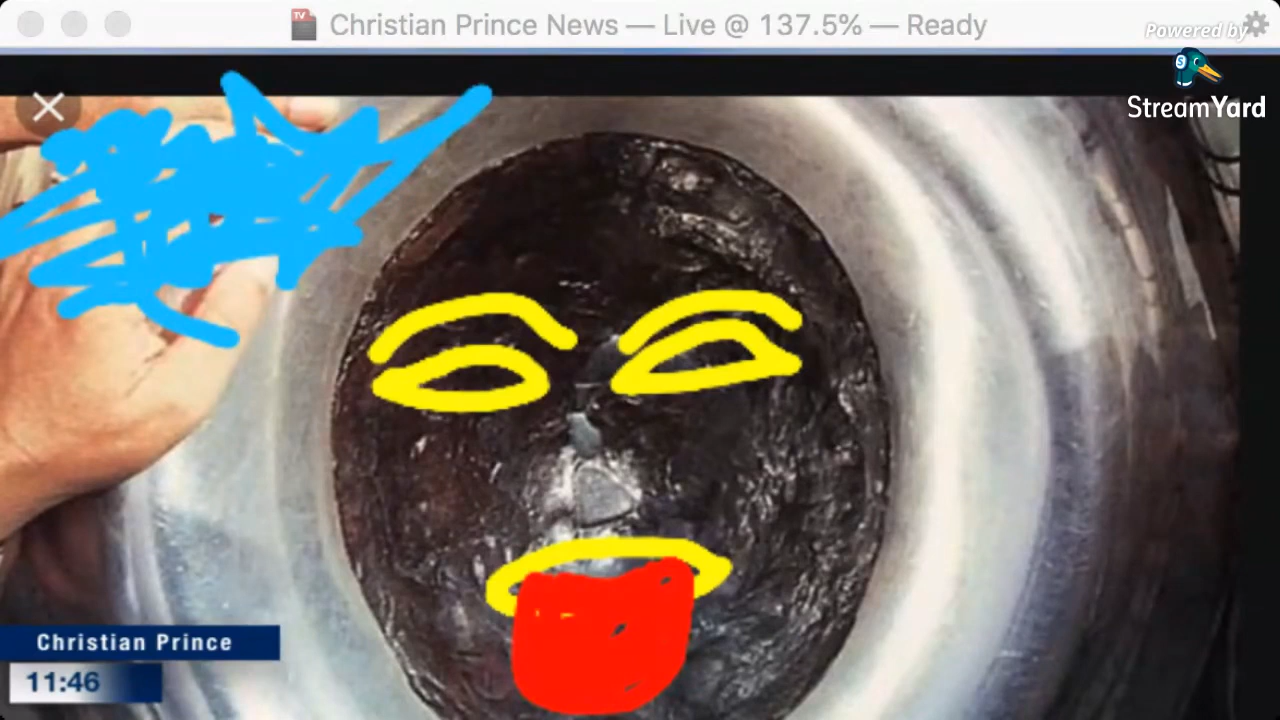 Christian Prince News — Live @ 137.5% — Ready
Powered by
StreamYard
Christian Prince
11:46